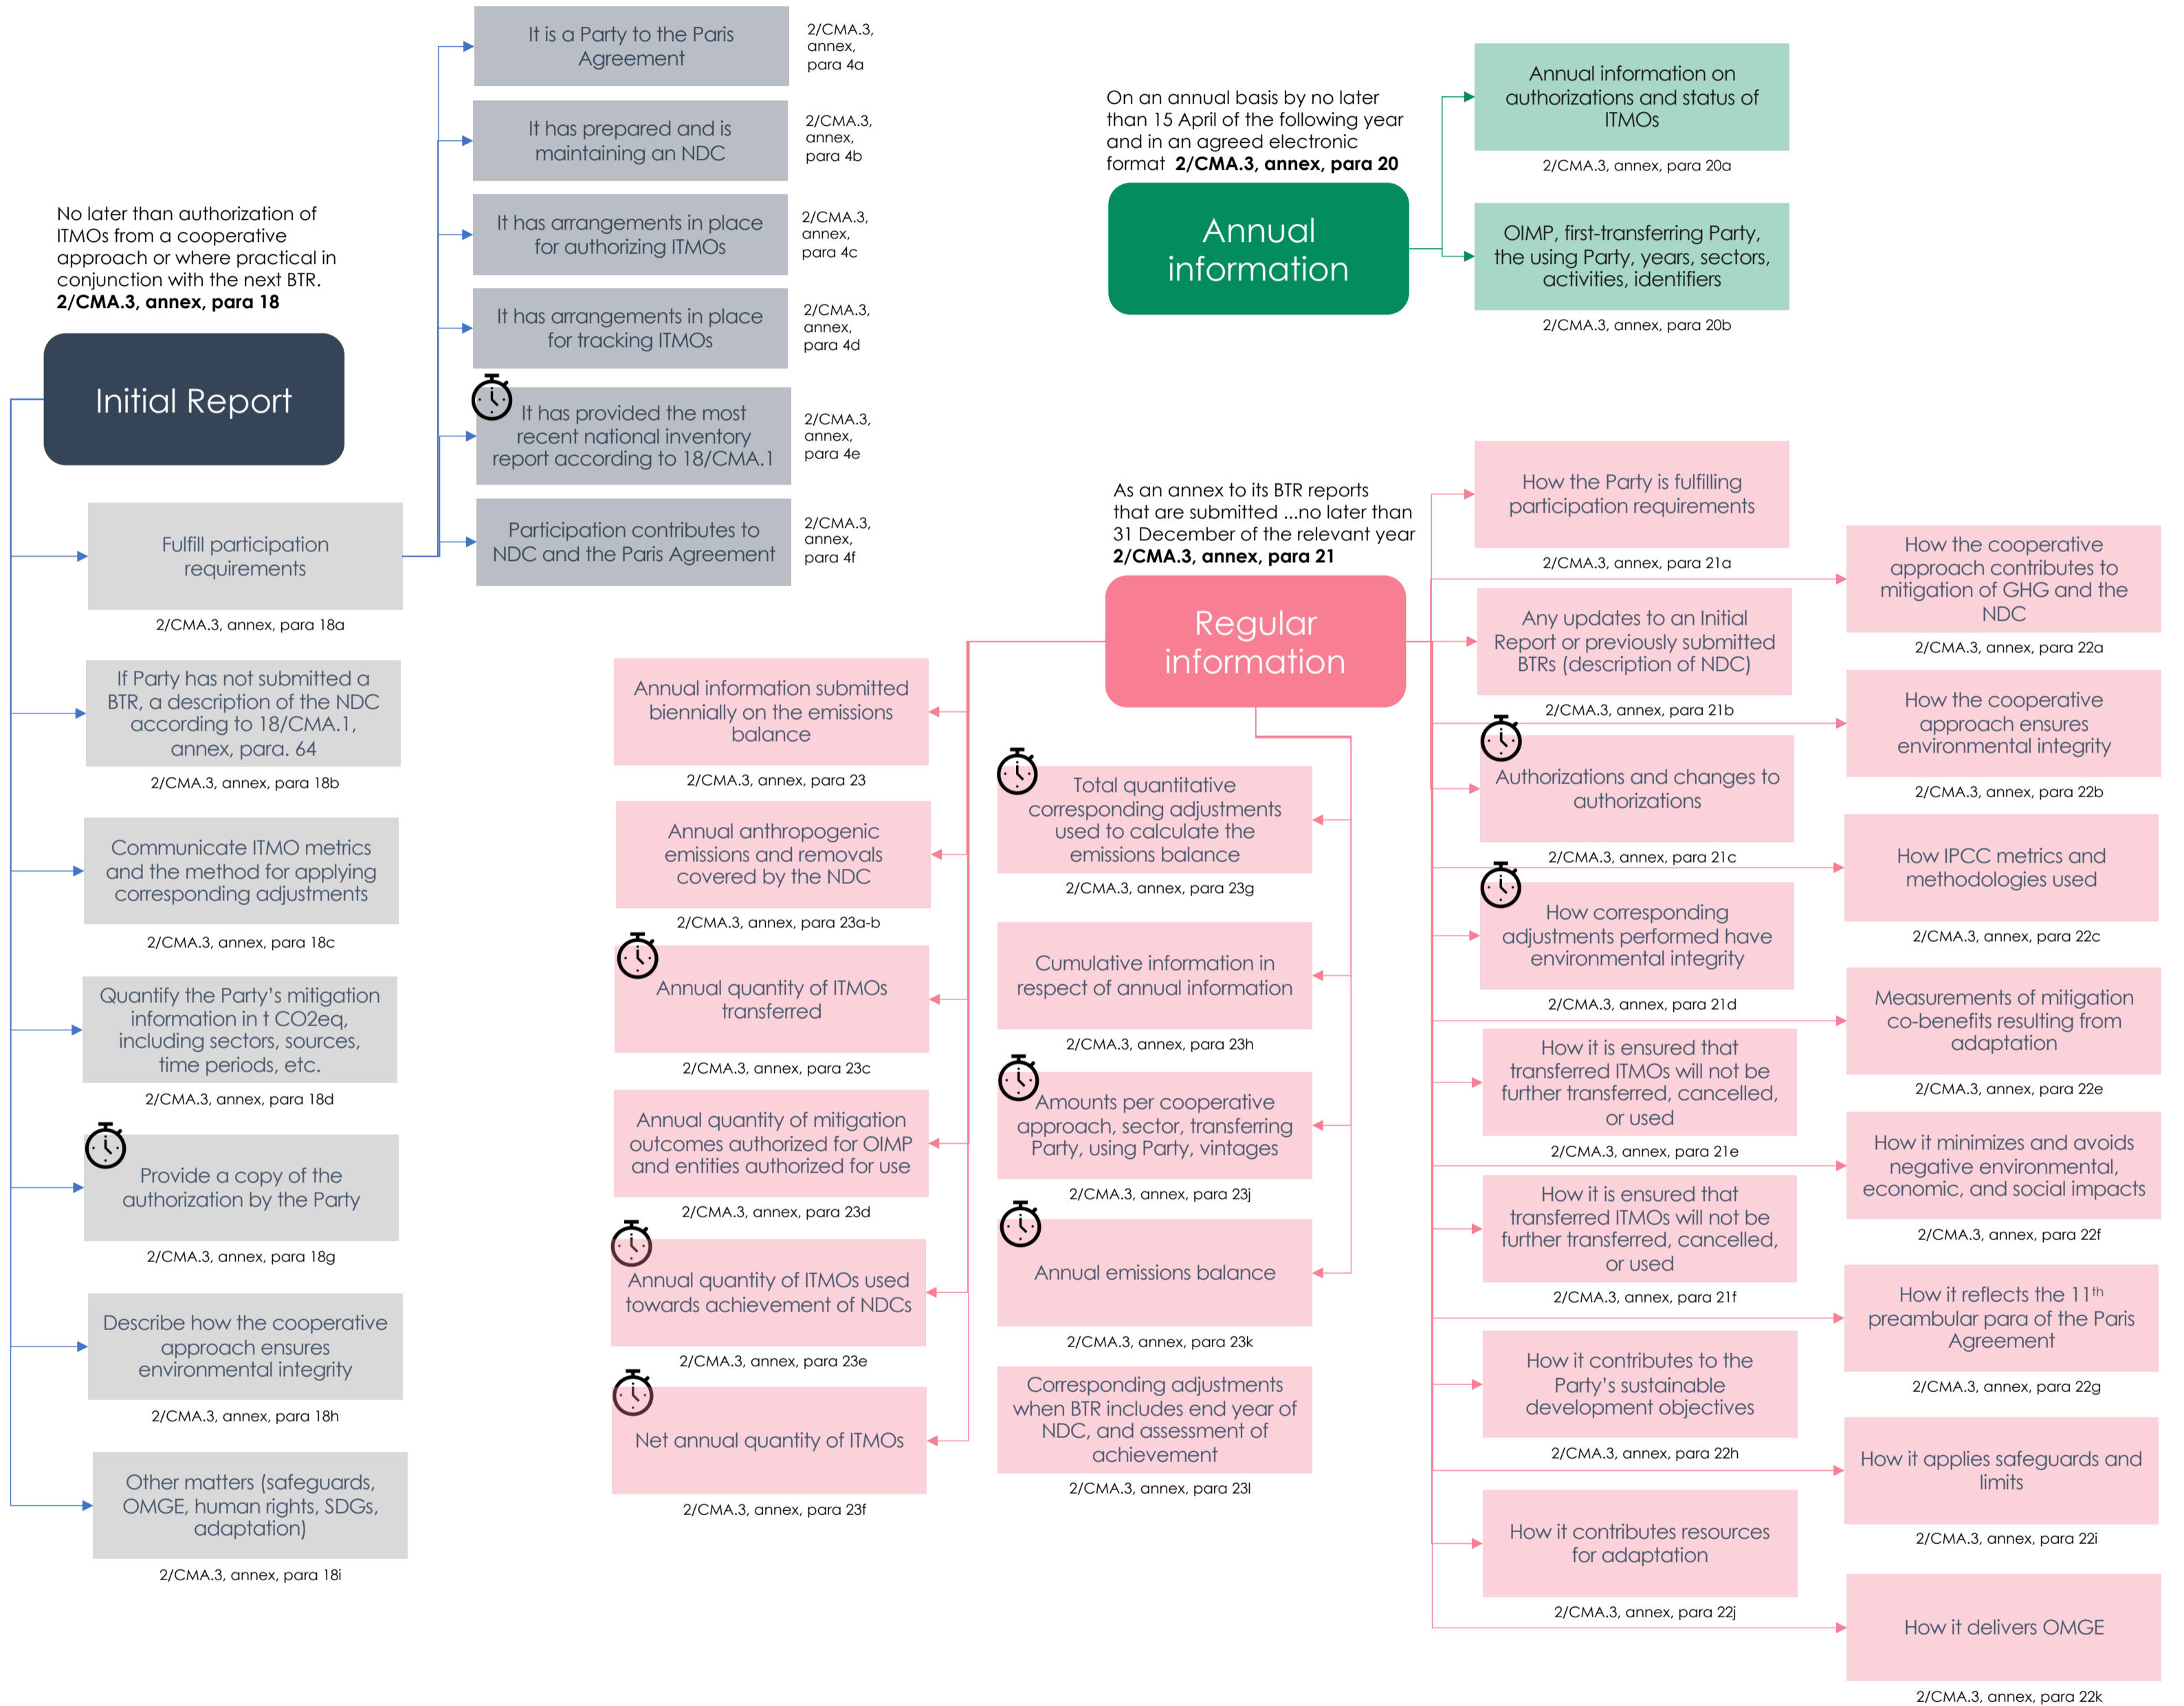 No later than authorization of
ITMOs from a cooperative
approach or where practical in
conjunction with the next BTR.
2/CMA.3, annex, para 18
Initial Report
Fulfill participation
requirements
2/CMA.3, annex, para 18a
If Party has not submitted a
BTR, a description of the NDC
according to 18/CMA.1,
annex, para. 64
2/CMA.3, annex, para 18b
Communicate ITMO metrics
and the method for applying
corresponding adjustments
2/CMA.3, annex, para 18c
Quantify the Party's mitigation
information in t CO2eq,
including sectors, sources,
time periods, etc.
2/CMA.3, annex, para 18d
Provide a copy of the
authorization by the Party
2/CMA.3, annex, para 18g
Describe how the cooperative
approach ensures
environmental integrity
2/CMA.3, annex, para 18h
Other matters (safeguards,
OMGE, human rights, SDGs,
adaptation)
2/CMA.3, annex, para 18i
It is a Party to the Paris
Agreement
2/CMA.3,
annex,
para 4a
It has prepared and is
maintaining an NDC
2/CMA.3,
annex,
para 4b
It has arrangements in place
for authorizing ITMOs
2/CMA.3,
annex,
para 4c
It has arrangements in place
for tracking ITMOs
2/CMA.3,
annex,
para 4d
It has provided the most
recent national inventory
report according to 18/CMA.1
2/CMA.3,
annex,
para 4e
Participation contributes to
NDC and the Paris Agreement
2/CMA.3,
annex,
para 4f
On an annual basis by no later
than 15 April of the following year
and in an agreed electronic
format 2/CMA.3, annex, para 20
Annual
information
Annual information on
authorizations and status of
ITMOs
2/CMA.3, annex, para 20a
OIMP, first-transferring Party,
the using Party, years, sectors,
activities, identifiers
2/CMA.3, annex, para 20b
As an annex to its BTR reports
that are submitted ...no later than
31 December of the relevant year
2/CMA.3, annex, para 21
Regular
information
Annual information submitted
biennially on the emissions
balance
2/CMA.3, annex, para 23
Annual anthropogenic
emissions and removals
covered by the NDC
2/CMA.3, annex, para 23a-b
Annual quantity of ITMOs
transferred
2/CMA.3, annex, para 23c
Annual quantity of mitigation
outcomes authorized for OIMP
and entities authorized for use
2/CMA.3, annex, para 23d
Annual quantity of ITMOs used
towards achievement of NDCs
2/CMA.3, annex, para 23e
Net annual quantity of ITMOs
2/CMA.3, annex, para 23f
Total quantitative
corresponding adjustments
used to calculate the
emissions balance
2/CMA.3, annex, para 23g
Cumulative information in
respect of annual information
2/CMA.3, annex, para 23h
Amounts per cooperative
approach, sector, transferring
Party, using Party, vintages
2/CMA.3, annex, para 23j
Annual emissions balance
2/CMA.3, annex, para 23k
Corresponding adjustments
when BTR includes end year of
NDC, and assessment of
achievement
2/CMA.3, annex, para 23l
How the Party is fulfilling
participation requirements
2/CMA.3, annex, para 21a
Any updates to an Initial
Report or previously submitted
BTRs (description of NDC)
2/CMA.3, annex, para 21b
Authorizations and changes to
authorizations
2/CMA.3, annex, para 21c
How corresponding
adjustments performed have
environmental integrity
2/CMA.3, annex, para 21d
How it is ensured that
transferred ITMOs will not be
further transferred, cancelled,
or used
2/CMA.3, annex, para 21e
How it is ensured that
transferred ITMOs will not be
further transferred, cancelled,
or used
2/CMA.3, annex, para 21f
How it contributes to the
Party's sustainable
development objectives
2/CMA.3, annex, para 22h
How it contributes resources
for adaptation
2/CMA.3, annex, para 22j
How the cooperative
approach contributes to
mitigation of GHG and the
NDC
2/CMA.3, annex, para 22a
How the cooperative
approach ensures
environmental integrity
2/CMA.3, annex, para 22b
How IPCC metrics and
methodologies used
2/CMA.3, annex, para 22c
Measurements of mitigation
co-benefits resulting from
adaptation
2/CMA.3, annex, para 22e
How it minimizes and avoids
negative environmental,
economic, and social impacts
2/CMA.3, annex, para 22f
How it reflects the 11th
preambular para of the Paris
Agreement
2/CMA.3, annex, para 22g
How it applies safeguards and
limits
2/CMA.3, annex, para 22i
How it delivers OMGE
2/CMA.3, annex, para 22k